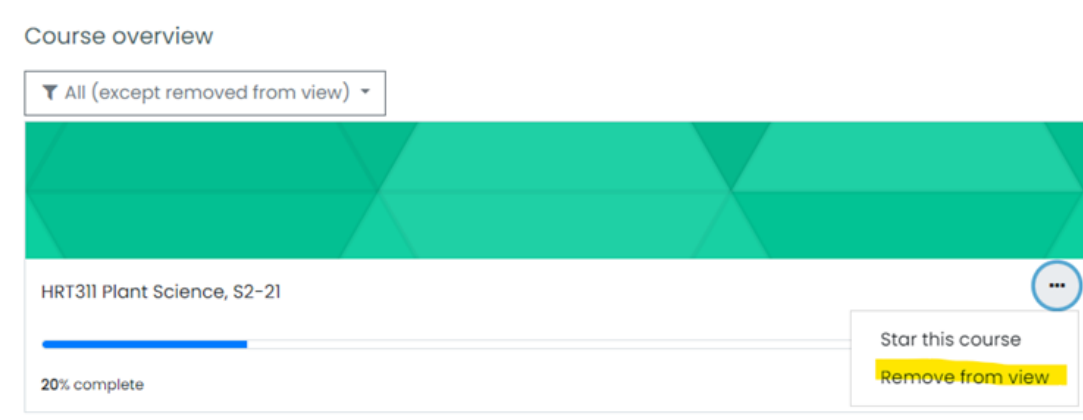 Course overview
All (except removed from view)
HRT311 Plant Science, S2-21
Star this course
Remove from view
20% complete